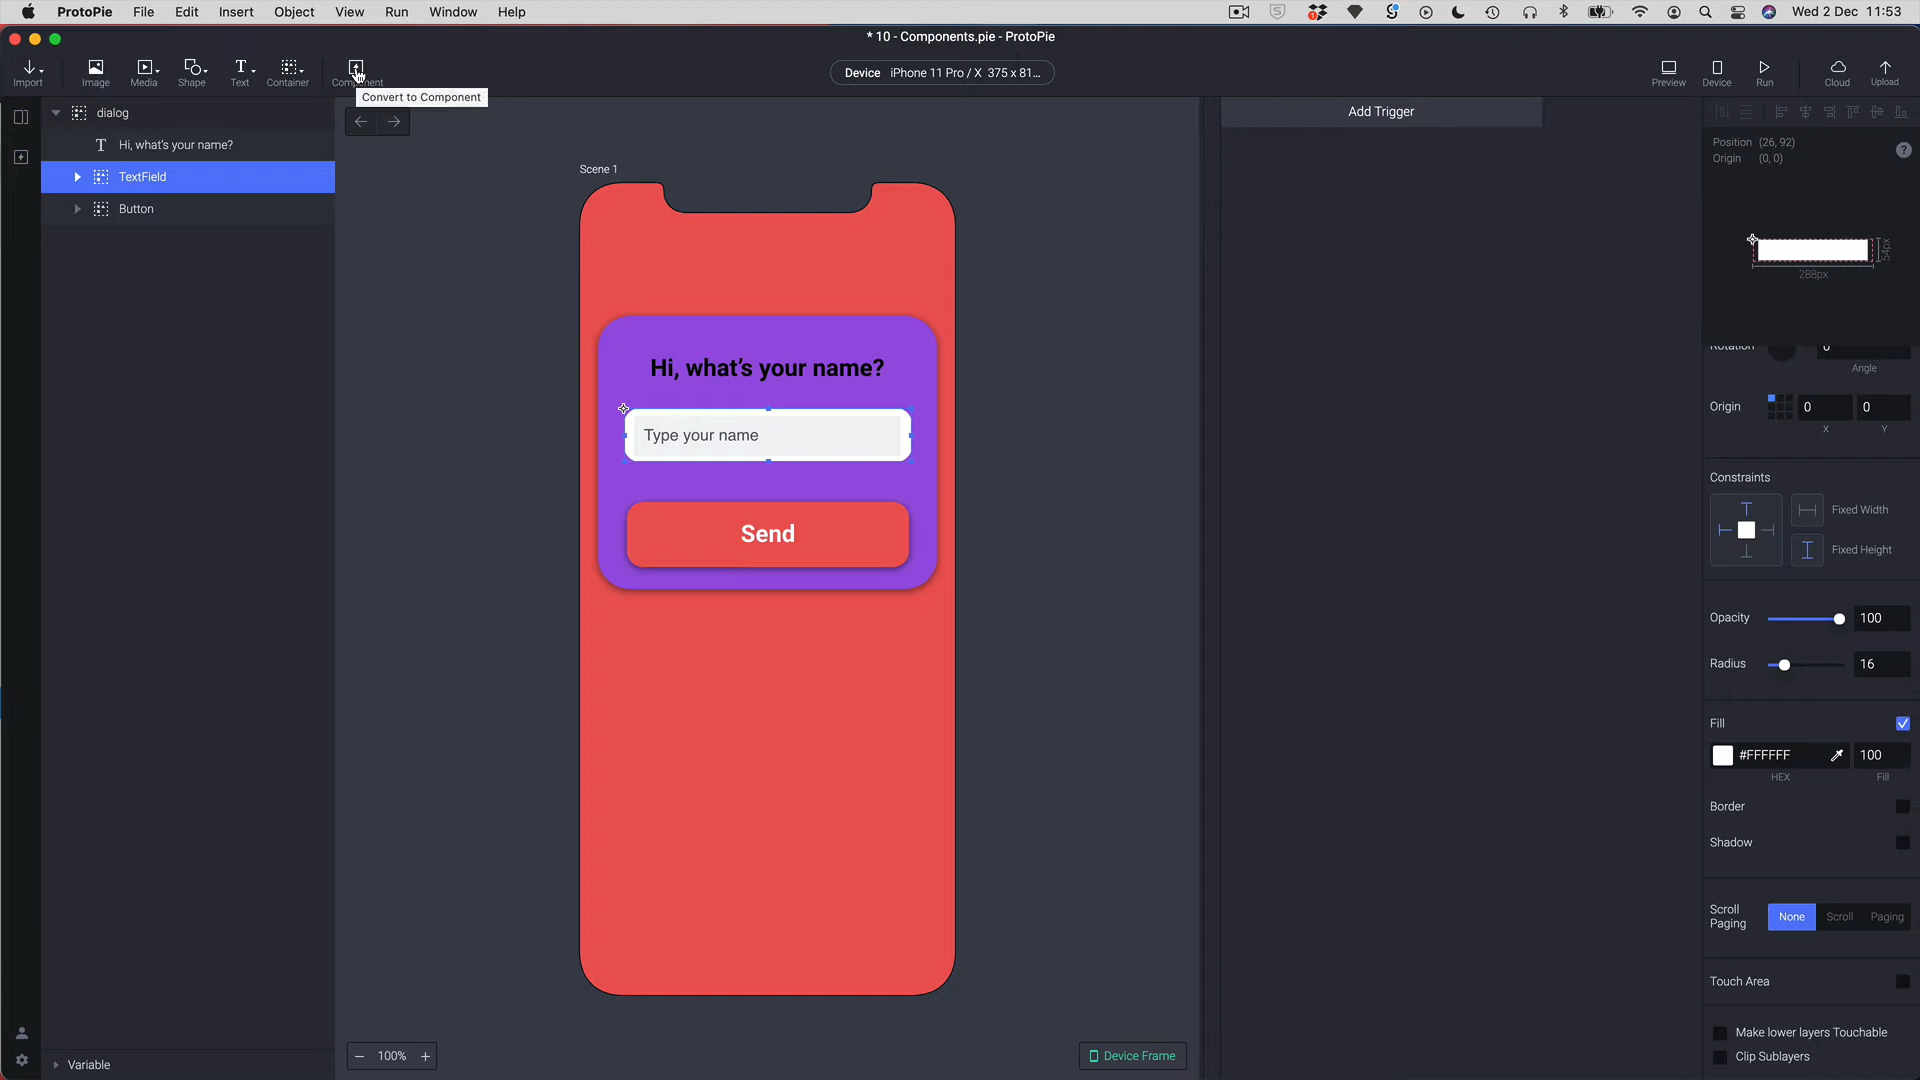 ProtoPie File Edit Insert Object View Run Window Help
1
Wed 2 Dec 11:53
* 10 - Components.pie - ProtoPie
Import
Image
Media
Shape
Text
Container
Component
Device iPhone 11 Pro / X 375 x 81...
Preview
Device
Run
Cloud
Upload
Convert to Component
dialog
T Hi, what's your name?
TextField
Button
Scene 1
Hi, what's your name?
Type your name
Send
Add Trigger
Position (26, 92)
Origin (0, 0)
?
54px
288px
Rotation 0
Angle
Origin 0 0
X Y
Constraints
Fixed Width
Fixed Height
Opacity 100
Radius 16
Fill
#FFFFFF 100
HEX Fill
Border
Shadow
Scroll
Paging
None Scroll Paging
Touch Area
Make lower layers Touchable
Clip Sublayers
Variable
100%
Device Frame